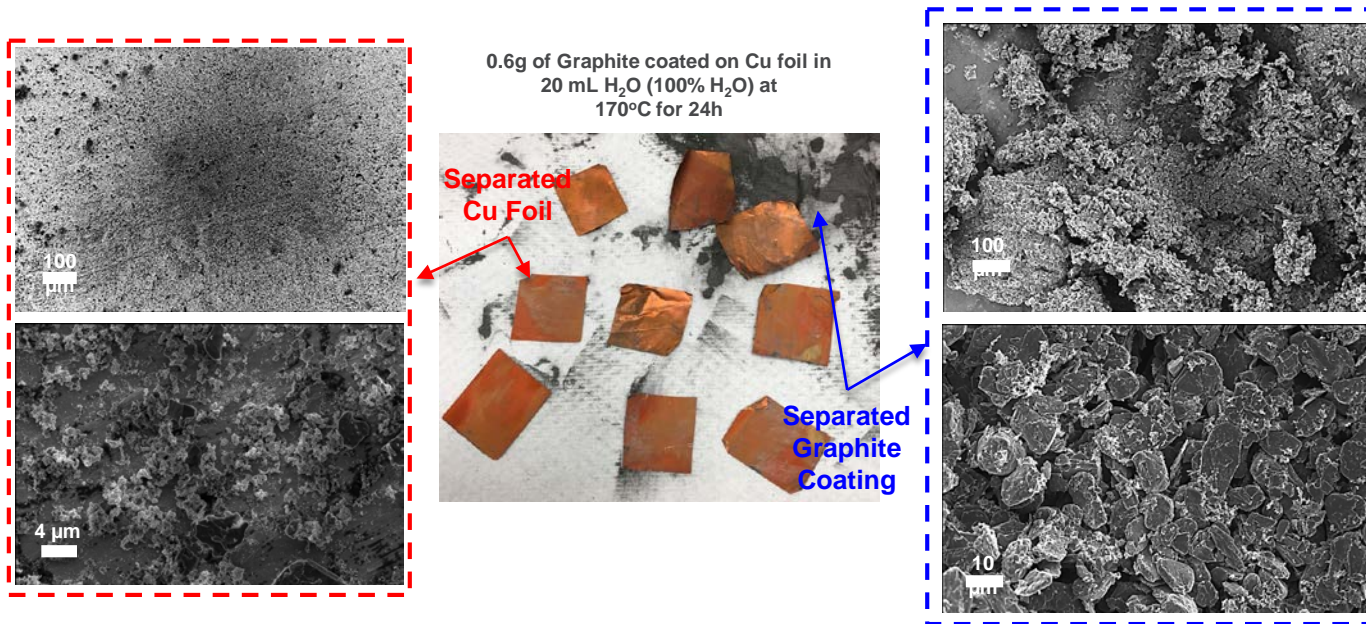 0.6g of Graphite coated on Cu foil in
20 mL H₂O (100% H₂O) at
170°C for 24h
100
µm
4 µm
Separated
Cu Foil
Separated
Graphite
Coating
100
µm
10
µm